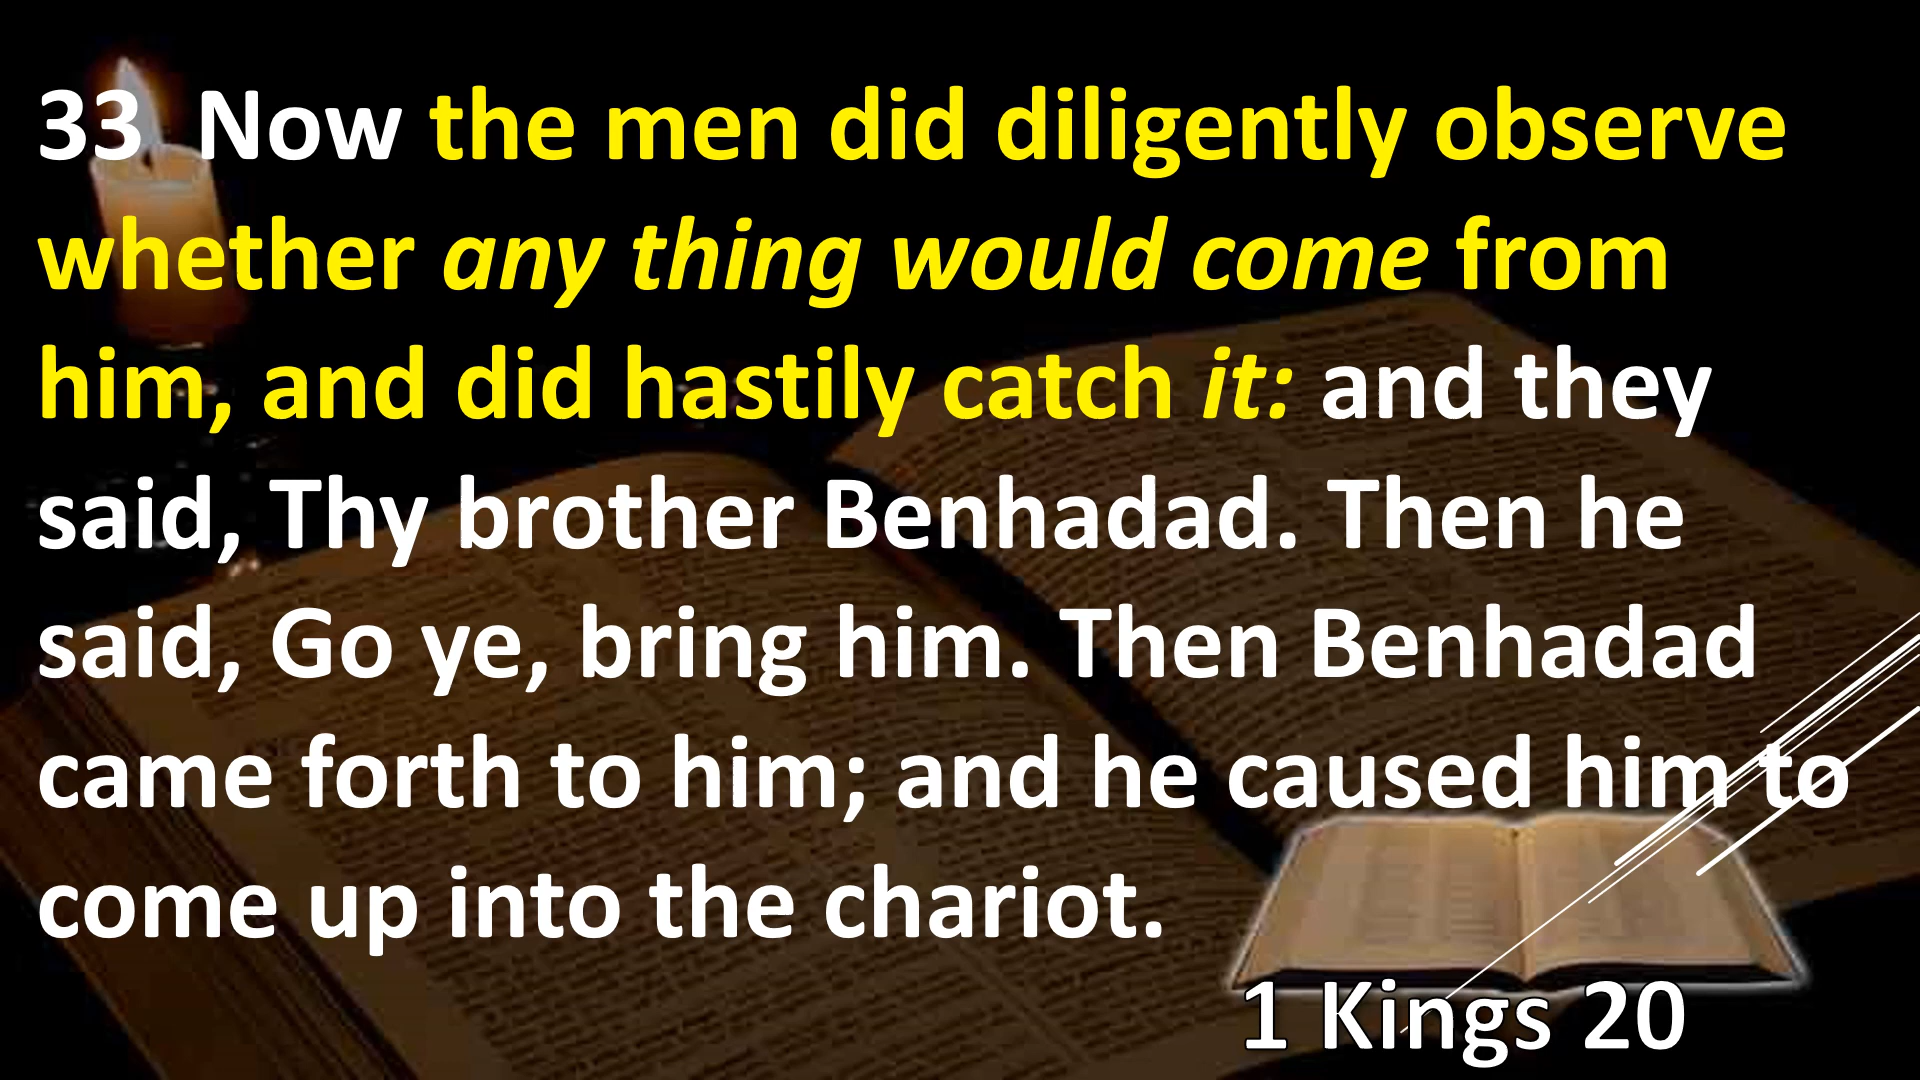 33 Now the men did diligently observe
whether any thing would come from
him, and did hastily catch it: and they
said, Thy brother Benhadad. Then he
said, Go ye, bring him. Then Benhadad
came forth to him; and he caused him to
come up into the chariot.
1 Kings 20